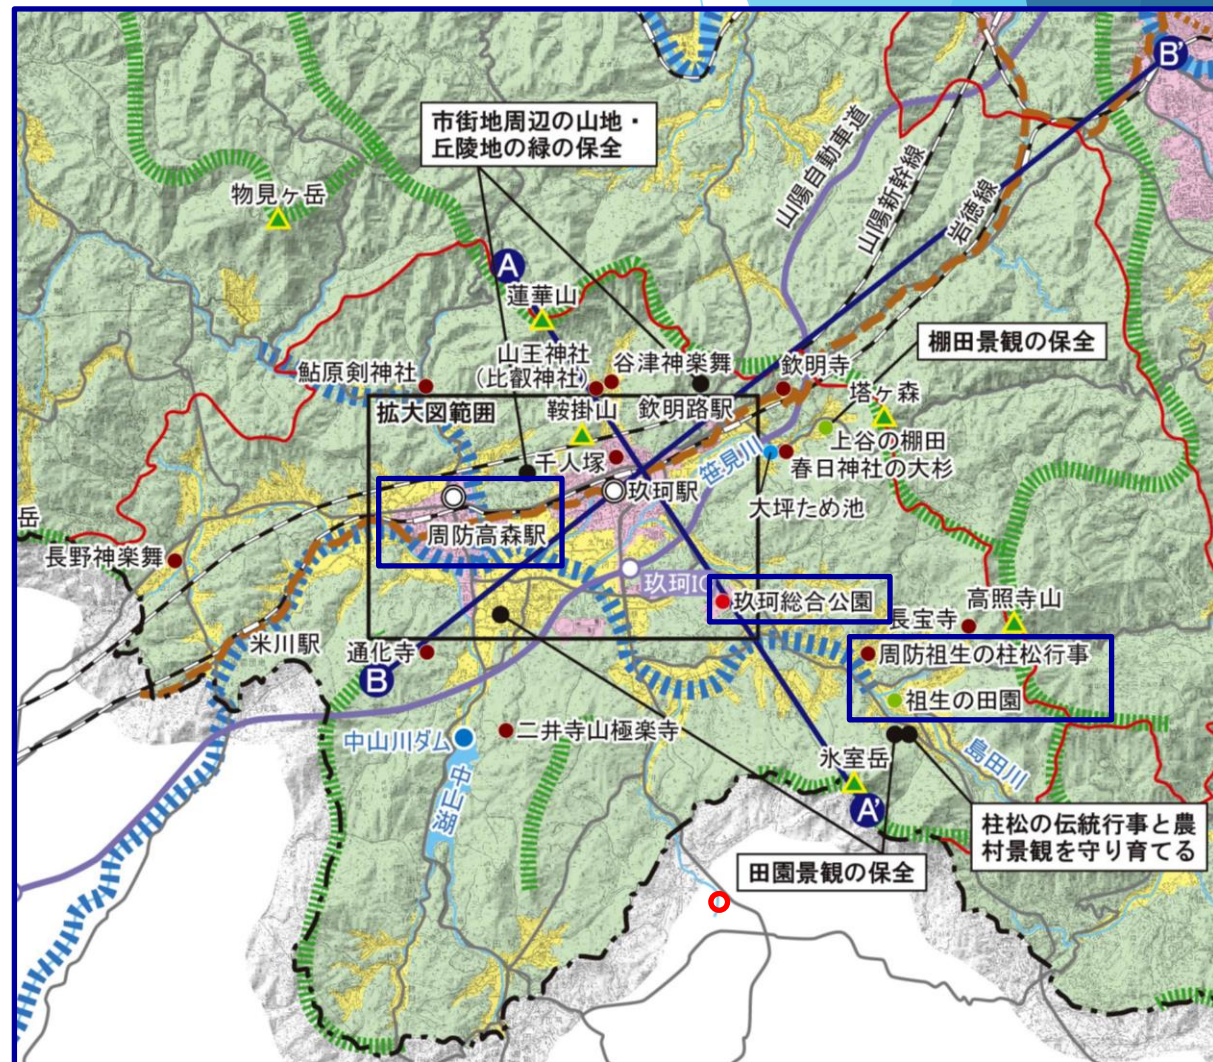 B'
市街地周辺の山地・
丘陵地の緑の保全
山陽自動車道
山陽新幹線
岩徳線
物見ヶ岳
A
蓮華山
山王神社
(比叡神社)
谷津神楽舞
欽明寺
棚田景観の保全
鮎原剣神社
拡大図範囲
鞍掛山
欽明路駅
塔ヶ森
千人塚
笹見川
上谷の棚田
春日神社の大杉
玖珂駅
大坪ため池
岳
周防高森駅
長野神楽舞
玖珂IC
玖珂総合公園
高照寺山
長宝寺
米川駅
通化寺
周防祖生の柱松行事
B
祖生の田園
中山川ダム
二井寺山極楽寺
島田川
氷室岳
中山湖
A'
柱松の伝統行事と農
村景観を守り育てる
田園景観の保全